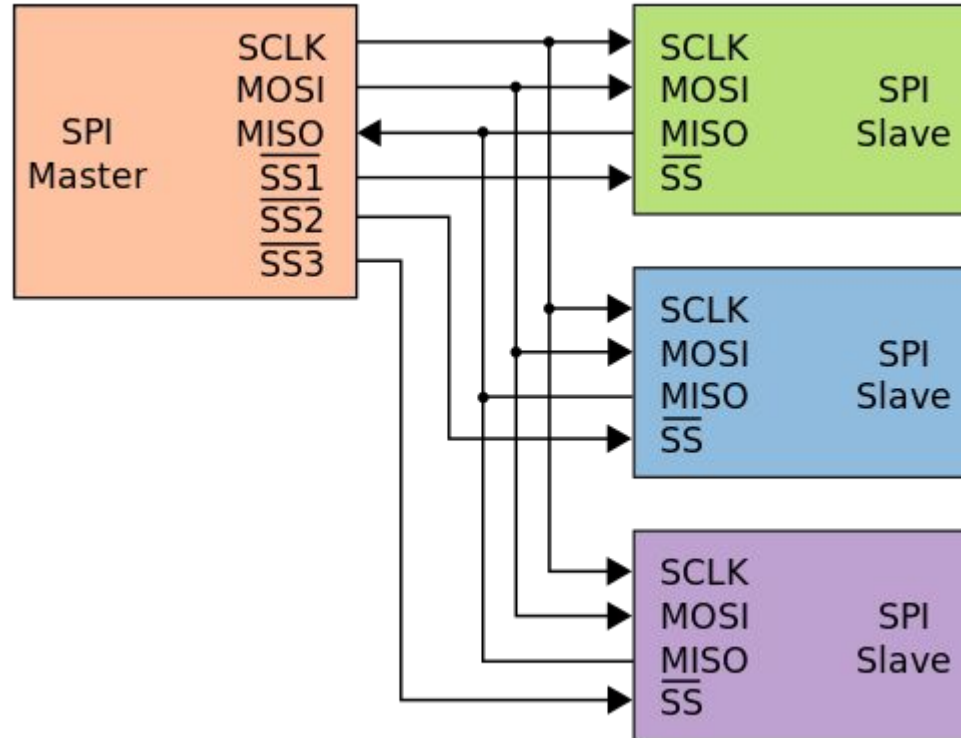 SCLK
MOSI
MISO
SS1
SS2
SS3
SPI
Master
SCLK
MOSI
MISO
SS
SPI
Slave
SCLK
MOSI
MISO
SS
SPI
Slave
SCLK
MOSI
MISO
SS
SPI
Slave